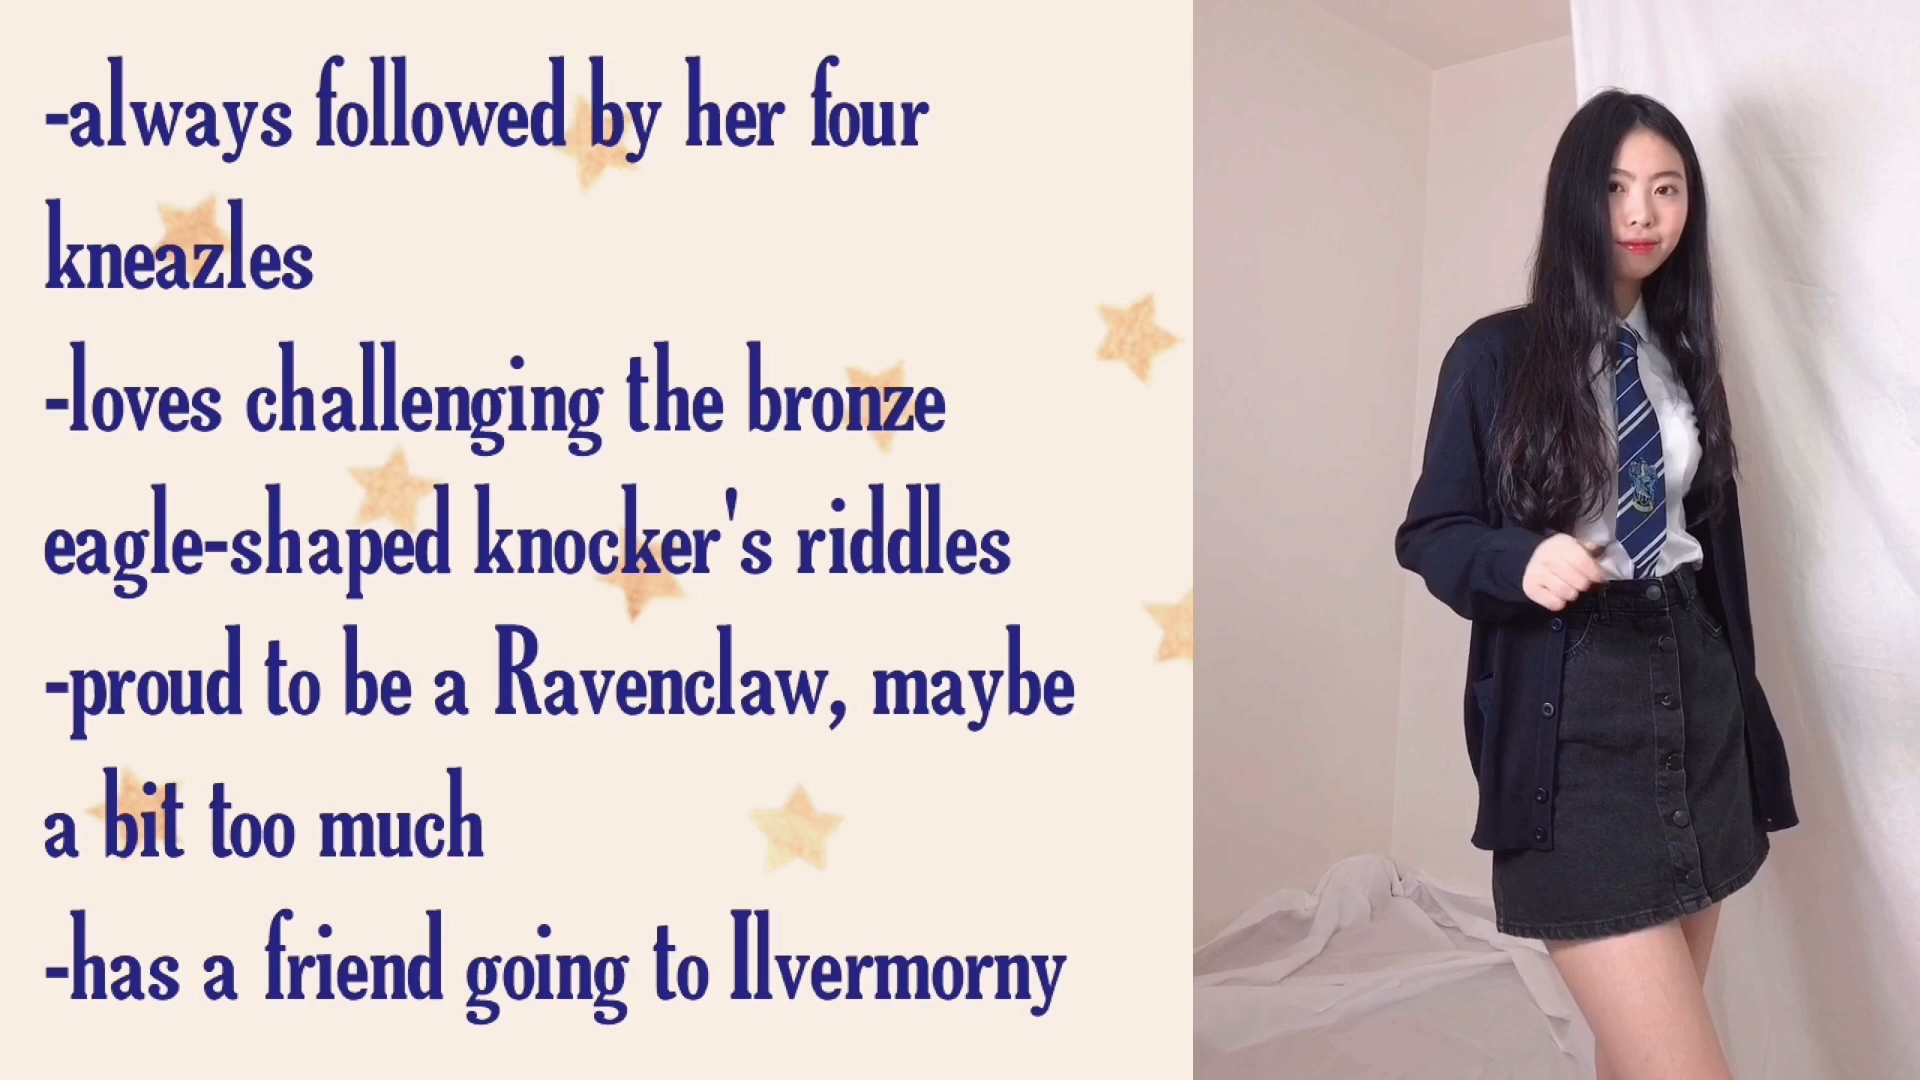 -always followed by her four
kneazles
-loves challenging the bronze
eagle-shaped knocker's riddles
-proud to be a Ravenclaw, maybe
a bit too much
-has a friend going to Ilvermorny